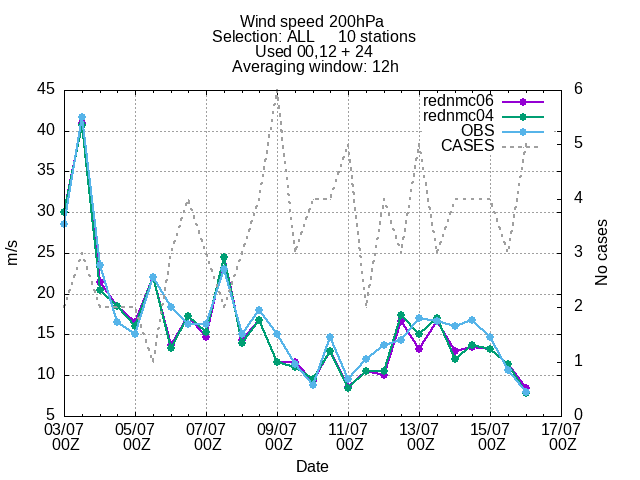 Wind speed 200hPa
Selection: ALL 10 stations
Used 00,12 + 24
Averaging window: 12h
rednmc06
rednmc04
OBS
CASES
45
40
35
30
25
20
15
10
5
m/s
6
5
4
3
2
1
0
No cases
03/07 05/07 07/07 09/07 11/07 13/07 15/07 17/07
00Z 00Z 00Z 00Z 00Z 00Z 00Z 00Z
Date